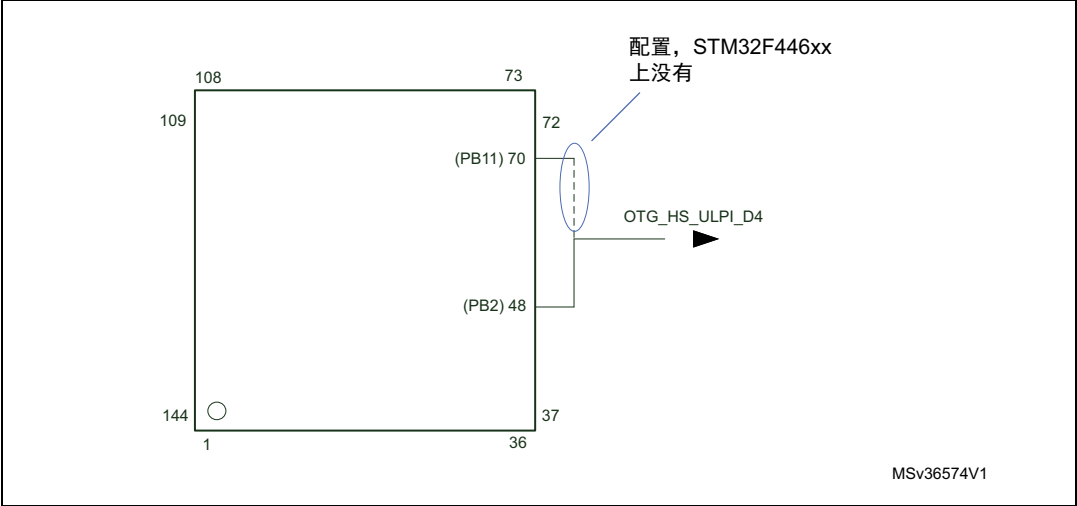 配置，STM32F446xx
上没有
108
73
109
72
(PB11) 70
OTG_HS_ULPI_D4
(PB2) 48
144
37
1
36
MSv36574V1